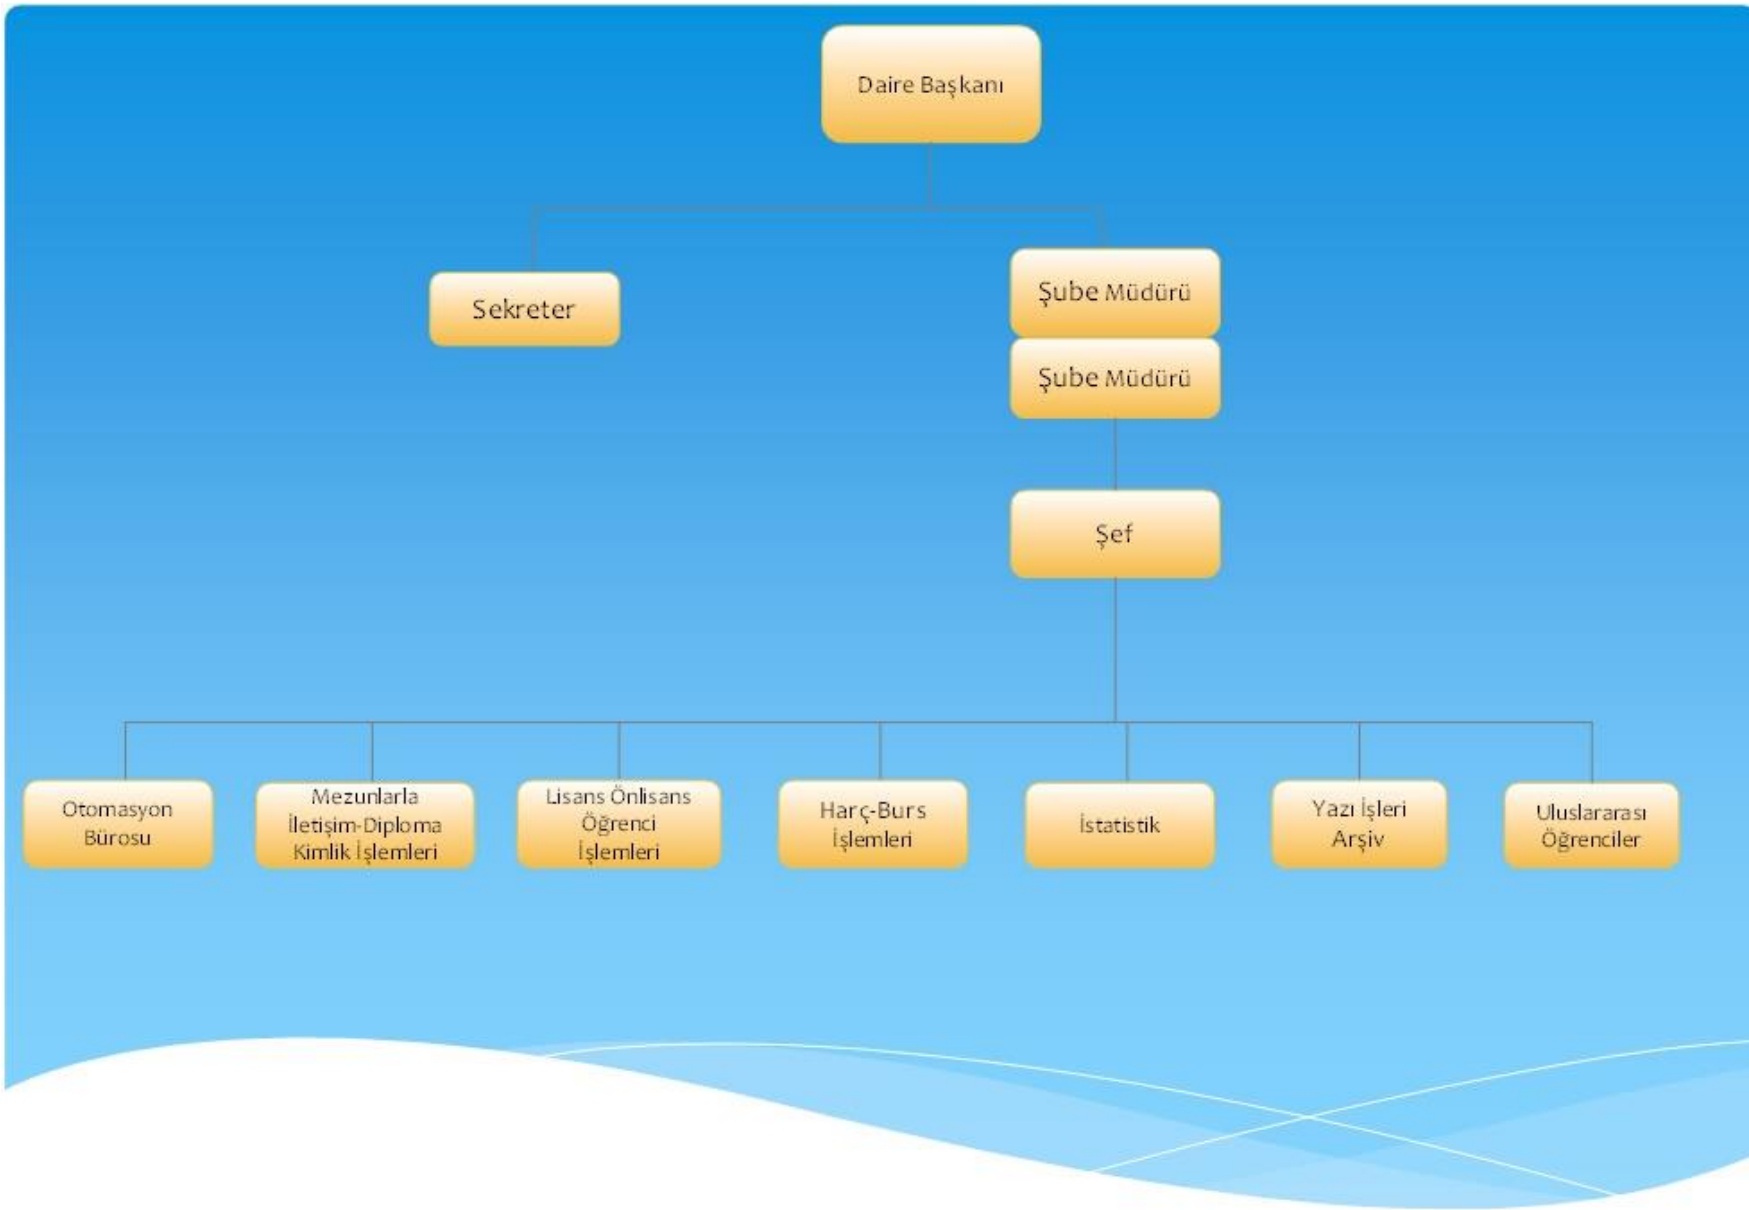 Daire Başkanı
Sekreter
Şube Müdürü
Şube Müdürü
Şef
Otomasyon
Bürosu
Mezunlarla
İletişim-Diploma
Kimlik İşlemleri
Lisans Önlisans
Öğrenci
İşlemleri
Harç-Burs
İşlemleri
İstatistik
Yazı İşleri
Arşiv
Uluslararası
Öğrenciler